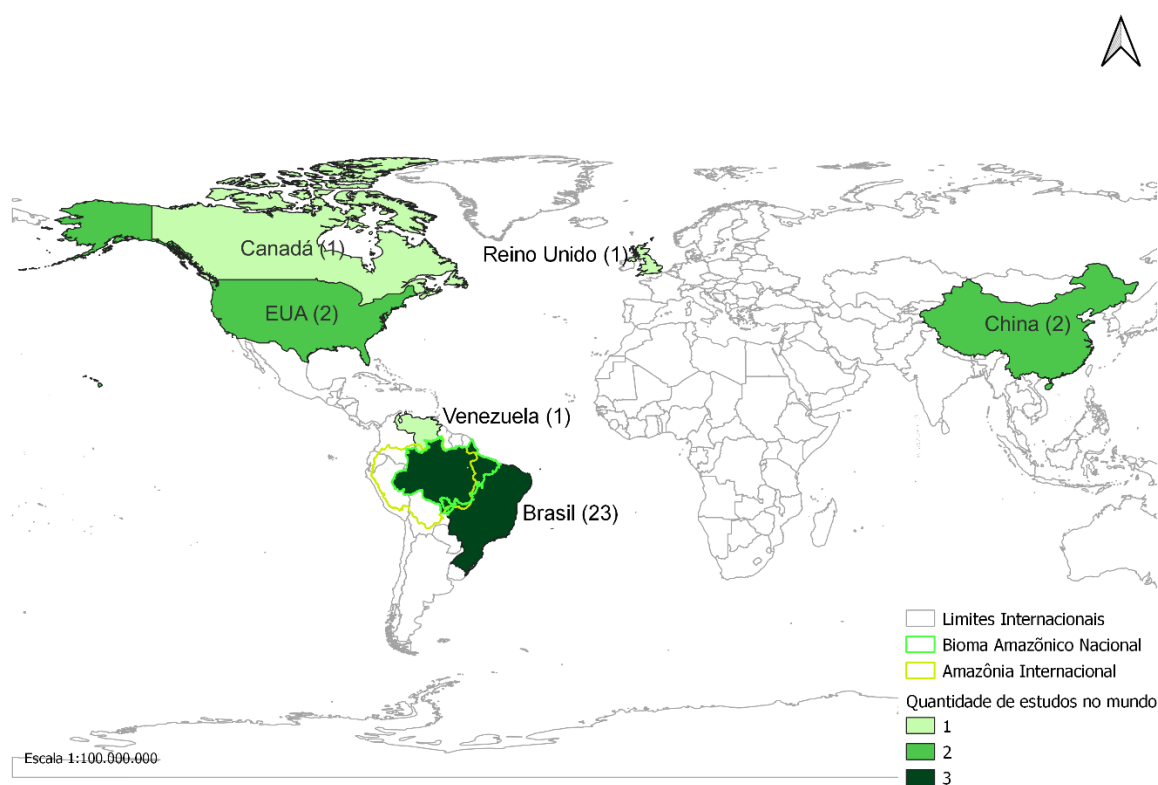 Canadá (1)
Reino Unido (1)
EUA (2)
China (2)
Venezuela (1)
Brasil (23)
Limites Internacionais
Bioma Amazõnico Nacional
Amazônia Internacional
Quantidade de estudos no mundo
1
2
3
Escala 1:100.000.000